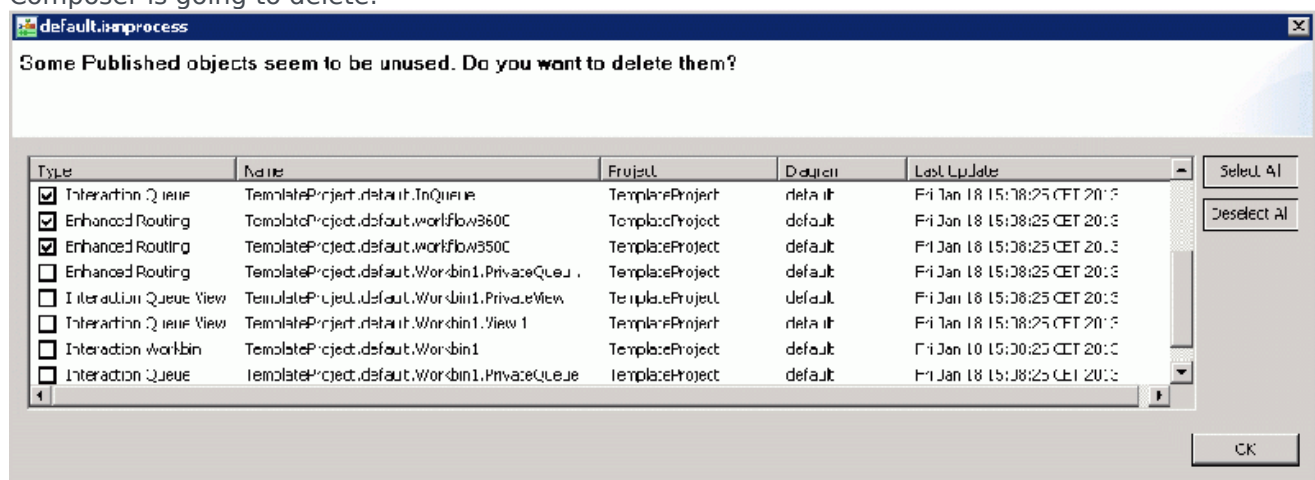 Composer is going to delete.
default.ixnprocess
Some Published objects seem to be unused. Do you want to delete them?
Type Name Project Diagram Last Update
Interaction Queue TemplateProject.default.InQueue TemplateProject default Fri Jan 18 15:08:25 CET 2013
Enhanced Routing TemplateProject.default.workflow8600 TemplateProject default Fri Jan 18 15:08:25 CET 2013
Enhanced Routing TemplateProject.default.workflow8500 TemplateProject default Fri Jan 18 15:08:25 CET 2013
Enhanced Routing TemplateProject.default.Workbin1.PrivateQueu. TemplateProject default Fri Jan 18 15:08:25 CET 2013
Interaction Queue View TemplateProject.default.Workbin1.PrivateView TemplateProject default Fri Jan 18 15:08:25 CET 2013
Interaction Queue View TemplateProject.default.Workbin1.View 1 TemplateProject default Fri Jan 18 15:08:25 CET 2013
Interaction Workbin TemplateProject.default.Workbin1 TemplateProject default Fri Jan 18 15:08:25 CET 2013
Interaction Queue TemplateProject.default.Workbin1.PrivateQueue TemplateProject default Fri Jan 18 15:08:25 CET 2013
Select All
Deselect All
OK